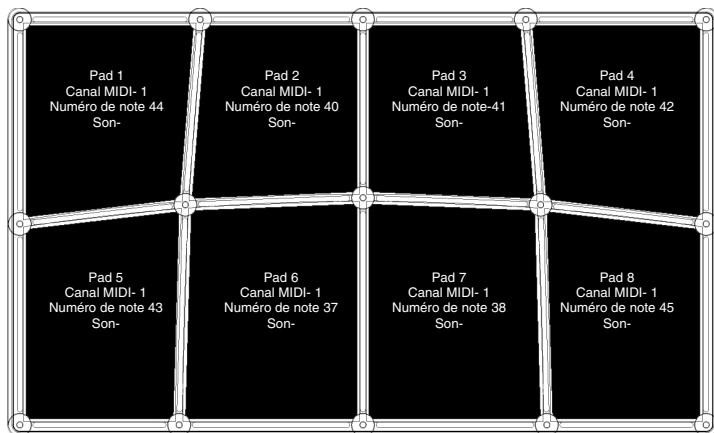 Pad 1
Canal MIDI- 1
Numéro de note 44
Son-
Pad 2
Canal MIDI- 1
Numéro de note 40
Son-
Pad 3
Canal MIDI- 1
Numéro de note-41
Son-
Pad 4
Canal MIDI- 1
Numéro de note 42
Son-
Pad 5
Canal MIDI- 1
Numéro de note 43
Son-
Pad 6
Canal MIDI- 1
Numéro de note 37
Son-
Pad 7
Canal MIDI- 1
Numéro de note 38
Son-
Pad 8
Canal MIDI- 1
Numéro de note 45
Son-